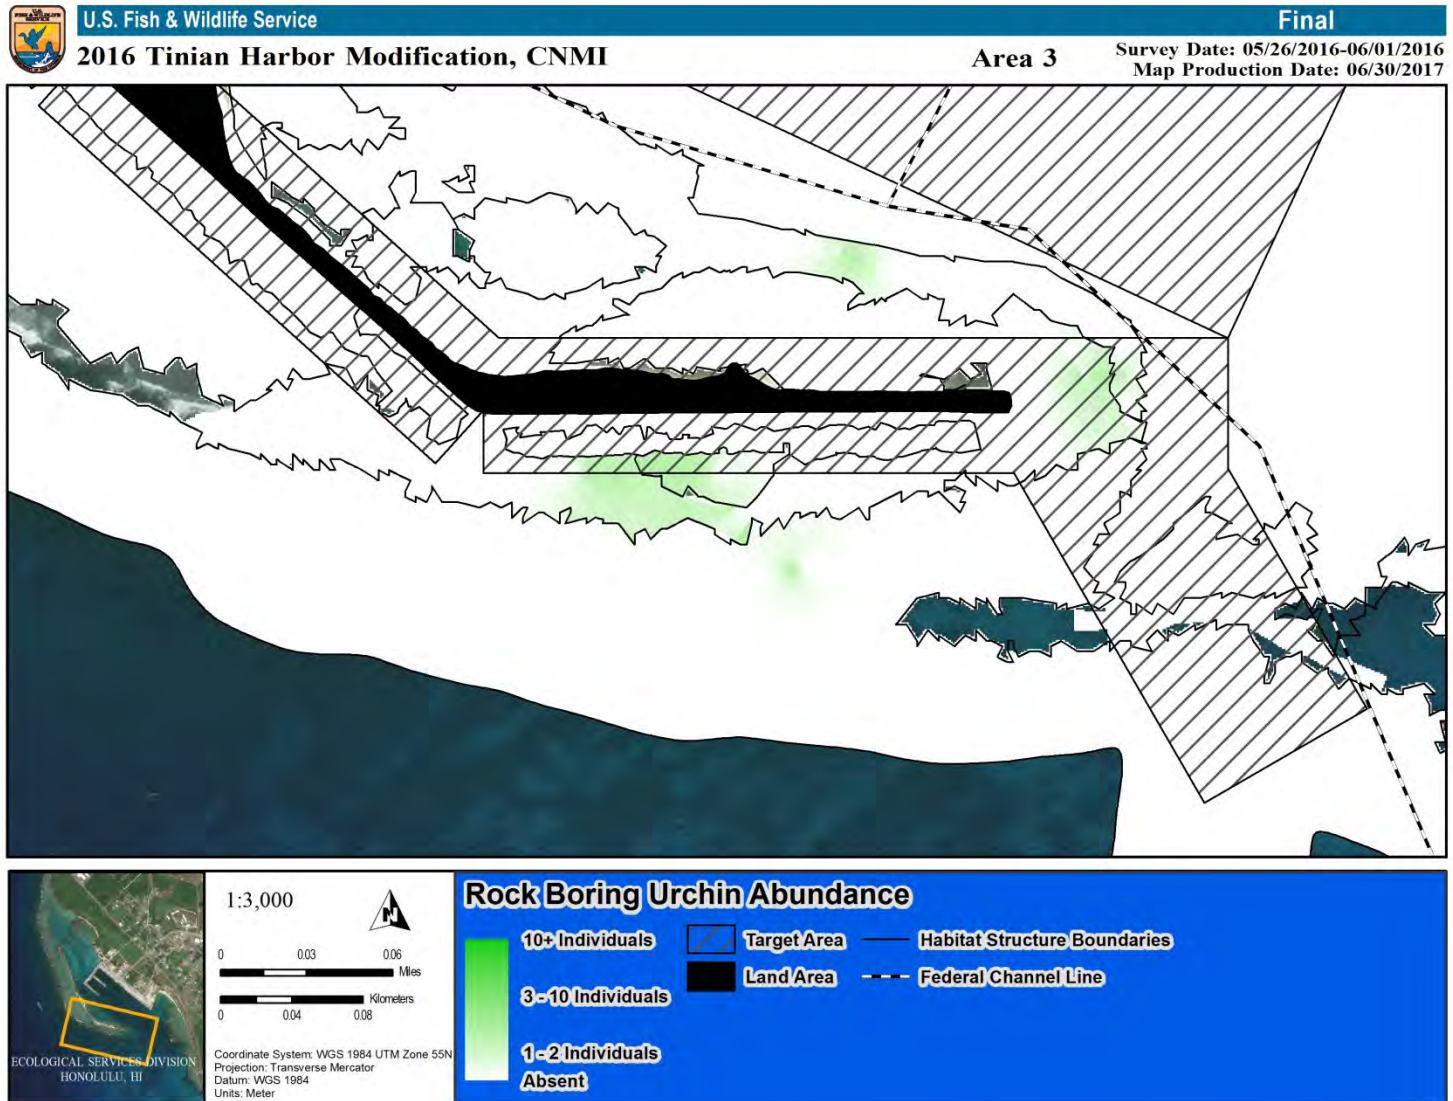 U.S.
FISH & WILDLIFE
SERVICE
U.S. Fish & Wildlife Service
Final
2016 Tinian Harbor Modification, CNMI
Area 3
Survey Date: 05/26/2016-06/01/2016
Map Production Date: 06/30/2017
ECOLOGICAL SERVICES DIVISION
HONOLULU, HI
1:3,000
N
0 0.03 0.06
Miles
Kilometers
0 0.04 0.08
Coordinate System: WGS 1984 UTM Zone 55N
Projection: Transverse Mercator
Datum: WGS 1984
Units: Meter
Rock Boring Urchin Abundance
10+ Individuals
3 - 10 Individuals
1 - 2 Individuals
Absent
Target Area
Land Area
Habitat Structure Boundaries
Federal Channel Line